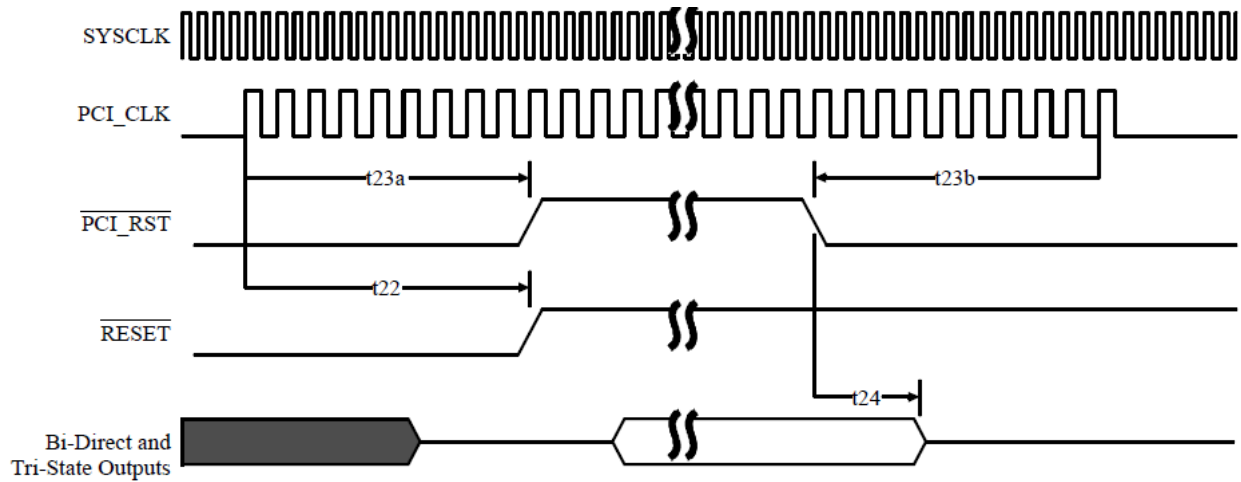 SYSCLK
PCI_CLK
t23a
t23b
PCI_RST
t22
RESET
t24
Bi-Direct and
Tri-State Outputs